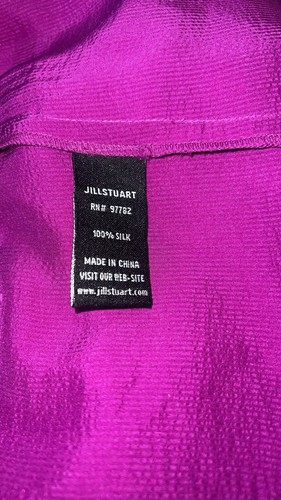 JILLSTUART
RN# 97782
100% SILK
MADE IN CHINA
VISIT OUR WEB-SITE
www.jillstuart.com